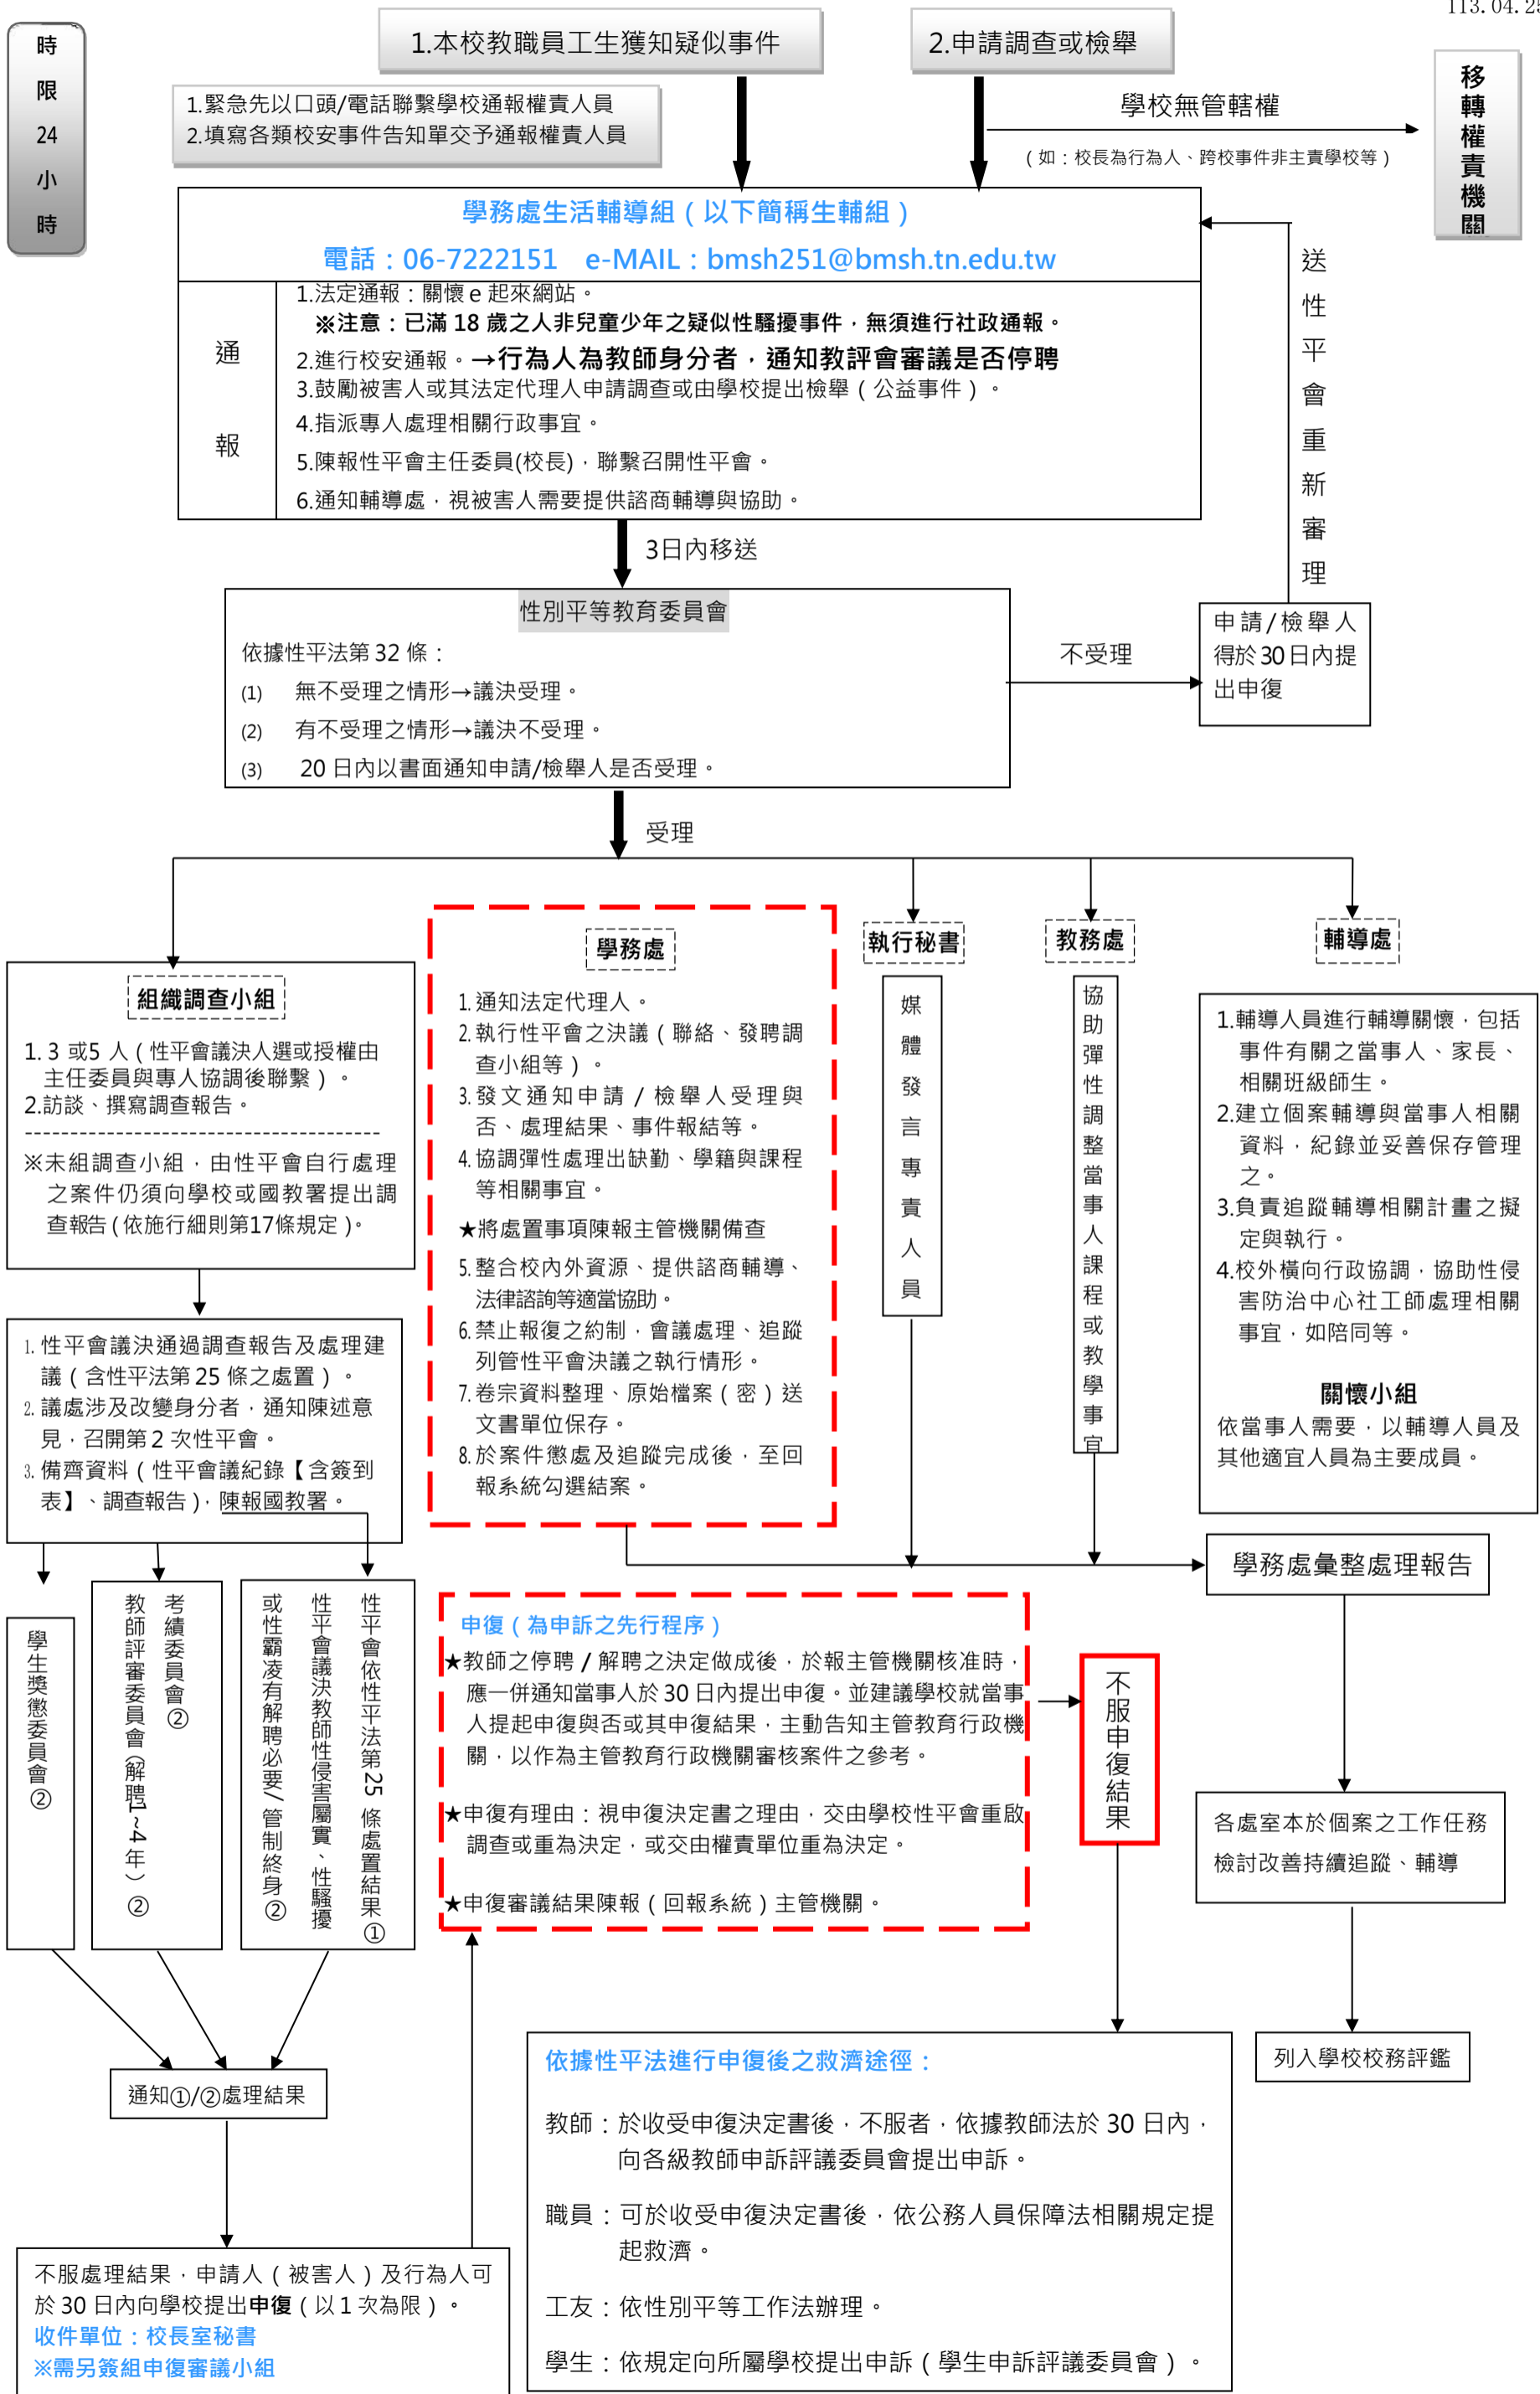 113.04.25
時
限
24
小
時
1.本校教職員工生獲知疑似事件
2.申請調查或檢舉
1.緊急先以口頭/電話聯繫學校通報權責人員
2.填寫各類校安事件告知單交予通報權責人員
學校無管轄權
(如：校長為行為人、跨校事件非主責學校等)
移轉權責機關
學務處生活輔導組(以下簡稱生輔組)
電話：06-7222151 e-MAIL：bmsh251@bmsh.tn.edu.tw
通報
1.法定通報：關懷e起來網站。
※注意：已滿18歲之人非兒童少年之疑似性騷擾事件，無須進行社政通報。
2.進行校安通報。→行為人為教師身分者，通知教評會審議是否停聘
3.鼓勵被害人或其法定代理人申請調查或由學校提出檢舉(公益事件)。
4.指派專人處理相關行政事宜。
5.陳報性平會主任委員(校長)，聯繫召開性平會。
6.通知輔導處，視被害人需要提供諮商輔導與協助。
送性平會重新審理
3日內移送
性別平等教育委員會
依據性平法第32條：
(1) 無不受理之情形→議決受理。
(2) 有不受理之情形→議決不受理。
(3) 20日內以書面通知申請/檢舉人是否受理。
不受理
申請/檢舉人
得於30日內提
出申復
受理
組織調查小組
1. 3 或5 人(性平會議決人選或授權由
主任委員與專人協調後聯繫)。
2.訪談、撰寫調查報告。
---------------------------------------
※未組調查小組，由性平會自行處理
之案件仍須向學校或國教署提出調
查報告(依施行細則第17條規定)。
學務處
1.通知法定代理人。
2.執行性平會之決議(聯絡、發聘調
查小組等)。
3.發文通知申請/檢舉人受理與
否、處理結果、事件報結等。
4.協調彈性處理出缺勤、學籍與課程
等相關事宜。
★將處置事項陳報主管機關備查
5.整合校內外資源、提供諮商輔導、
法律諮詢等適當協助。
6.禁止報復之約制，會議處理、追蹤
列管性平會決議之執行情形。
7.卷宗資料整理、原始檔案(密)送
文書單位保存。
8.於案件懲處及追蹤完成後，至回
報系統勾選結案。
執行秘書
媒體發言專責人員
教務處
協助彈性調整當事人課程或教學事宜
輔導處
1.輔導人員進行輔導關懷，包括
事件有關之當事人、家長、
相關班級師生。
2.建立個案輔導與當事人相關
資料，紀錄並妥善保存管理
之。
3.負責追蹤輔導相關計畫之擬
定與執行。
4.校外橫向行政協調，協助性侵
害防治中心社工師處理相關
事宜，如陪同等。
關懷小組
依當事人需要，以輔導人員及
其他適宜人員為主要成員。
1.性平會議決通過調查報告及處理建
議(含性平法第25條之處置)。
2.議處涉及改變身分者，通知陳述意
見，召開第2次性平會。
3.備齊資料(性平會議紀錄【含簽到
表】、調查報告)，陳報國教署。
學務處彙整處理報告
學生獎懲委員會②
考績委員會②
教師評審委員會(解聘1~4年)②
性平會依性平法第25條處置結果①
性平會議決教師性侵害屬實、性騷擾
或性霸凌有解聘必要/管制終身②
申復(為申訴之先行程序)
★教師之停聘/解聘之決定做成後，於報主管機關核准時，
應一併通知當事人於30日內提出申復。並建議學校就當事
人提起申復與否或其申復結果，主動告知主管教育行政機
關，以作為主管教育行政機關審核案件之參考。
★申復有理由：視申復決定書之理由，交由學校性平會重啟
調查或重為決定，或交由權責單位重為決定。
★申復審議結果陳報(回報系統)主管機關。
不服申復結果
各處室本於個案之工作任務
檢討改善持續追蹤、輔導
列入學校校務評鑑
通知①/②處理結果
依據性平法進行申復後之救濟途徑：
教師：於收受申復決定書後，不服者，依據教師法於30日內，
向各級教師申訴評議委員會提出申訴。
職員：可於收受申復決定書後，依公務人員保障法相關規定提
起救濟。
工友：依性別平等工作法辦理。
學生：依規定向所屬學校提出申訴(學生申訴評議委員會)。
不服處理結果，申請人(被害人)及行為人可
於30日內向學校提出申復(以1次為限)。
收件單位：校長室秘書
※需另簽組申復審議小組